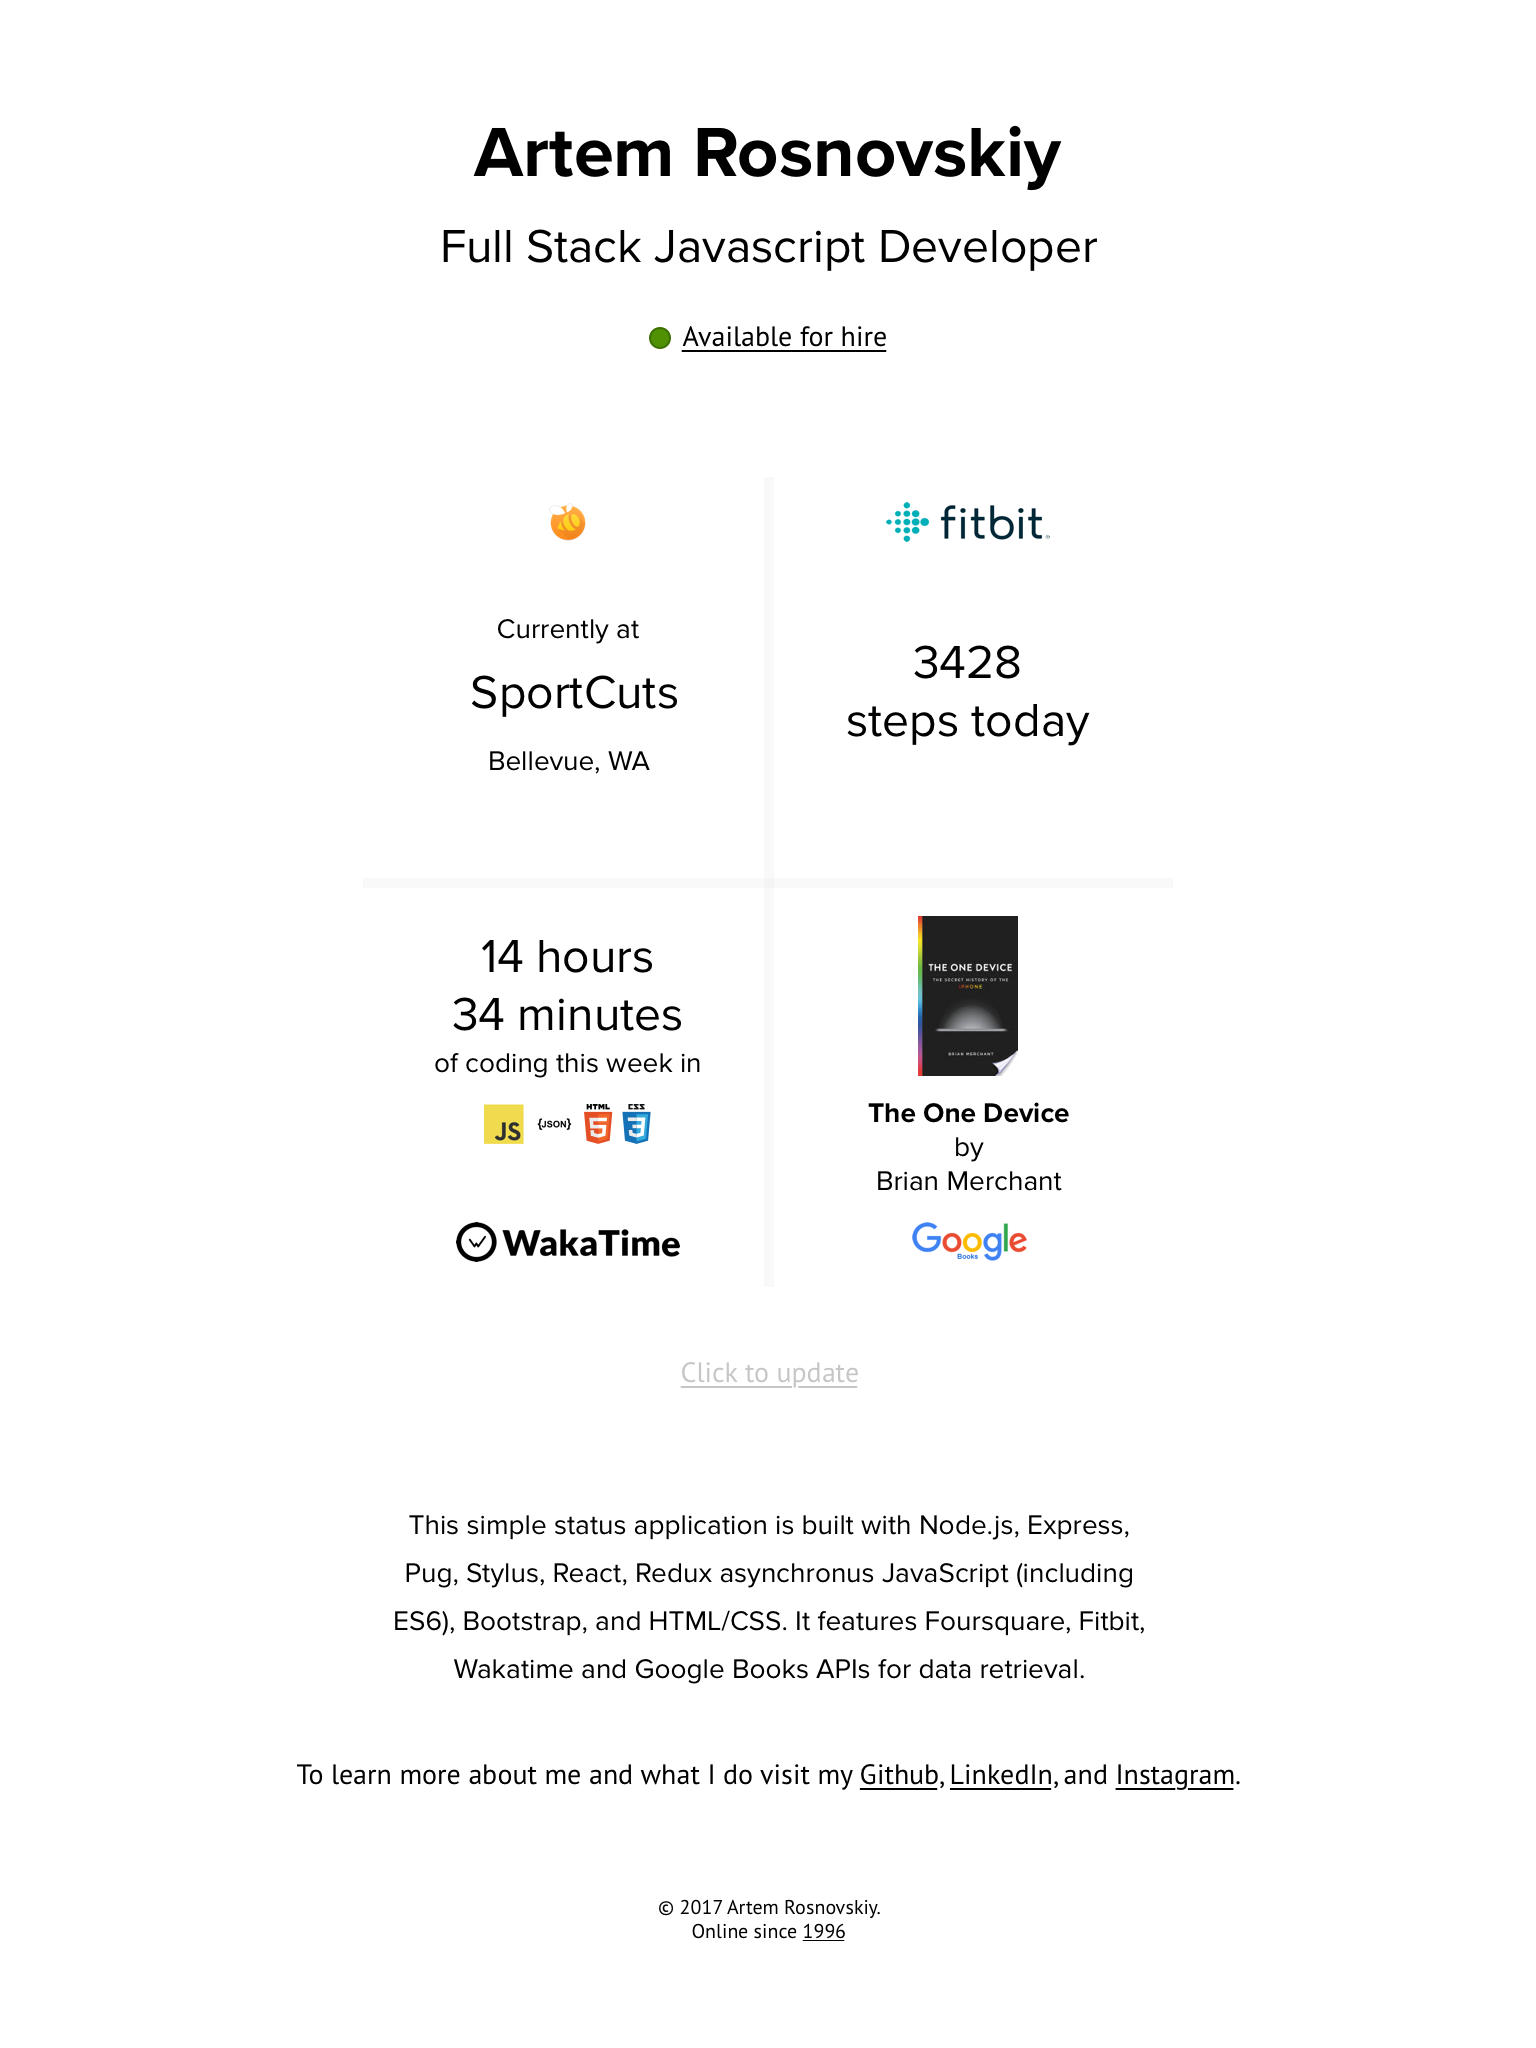 Artem Rosnovskiy
Full Stack Javascript Developer
Available for hire
Currently at
SportCuts
Bellevue, WA
fitbit
3428
steps today
14 hours
34 minutes
of coding this week in
JS {JSON} HTML 5 CSS 3
WakaTime
THE ONE DEVICE
THE SECRET HISTORY OF THE
IPHONE
BRIAN MERCHANT
The One Device
by
Brian Merchant
Google
Books
Click to update
This simple status application is built with Node.js, Express,
Pug, Stylus, React, Redux asynchronus JavaScript (including
ES6), Bootstrap, and HTML/CSS. It features Foursquare, Fitbit,
Wakatime and Google Books APIs for data retrieval.
To learn more about me and what I do visit my Github, LinkedIn, and Instagram.
© 2017 Artem Rosnovskiy.
Online since 1996